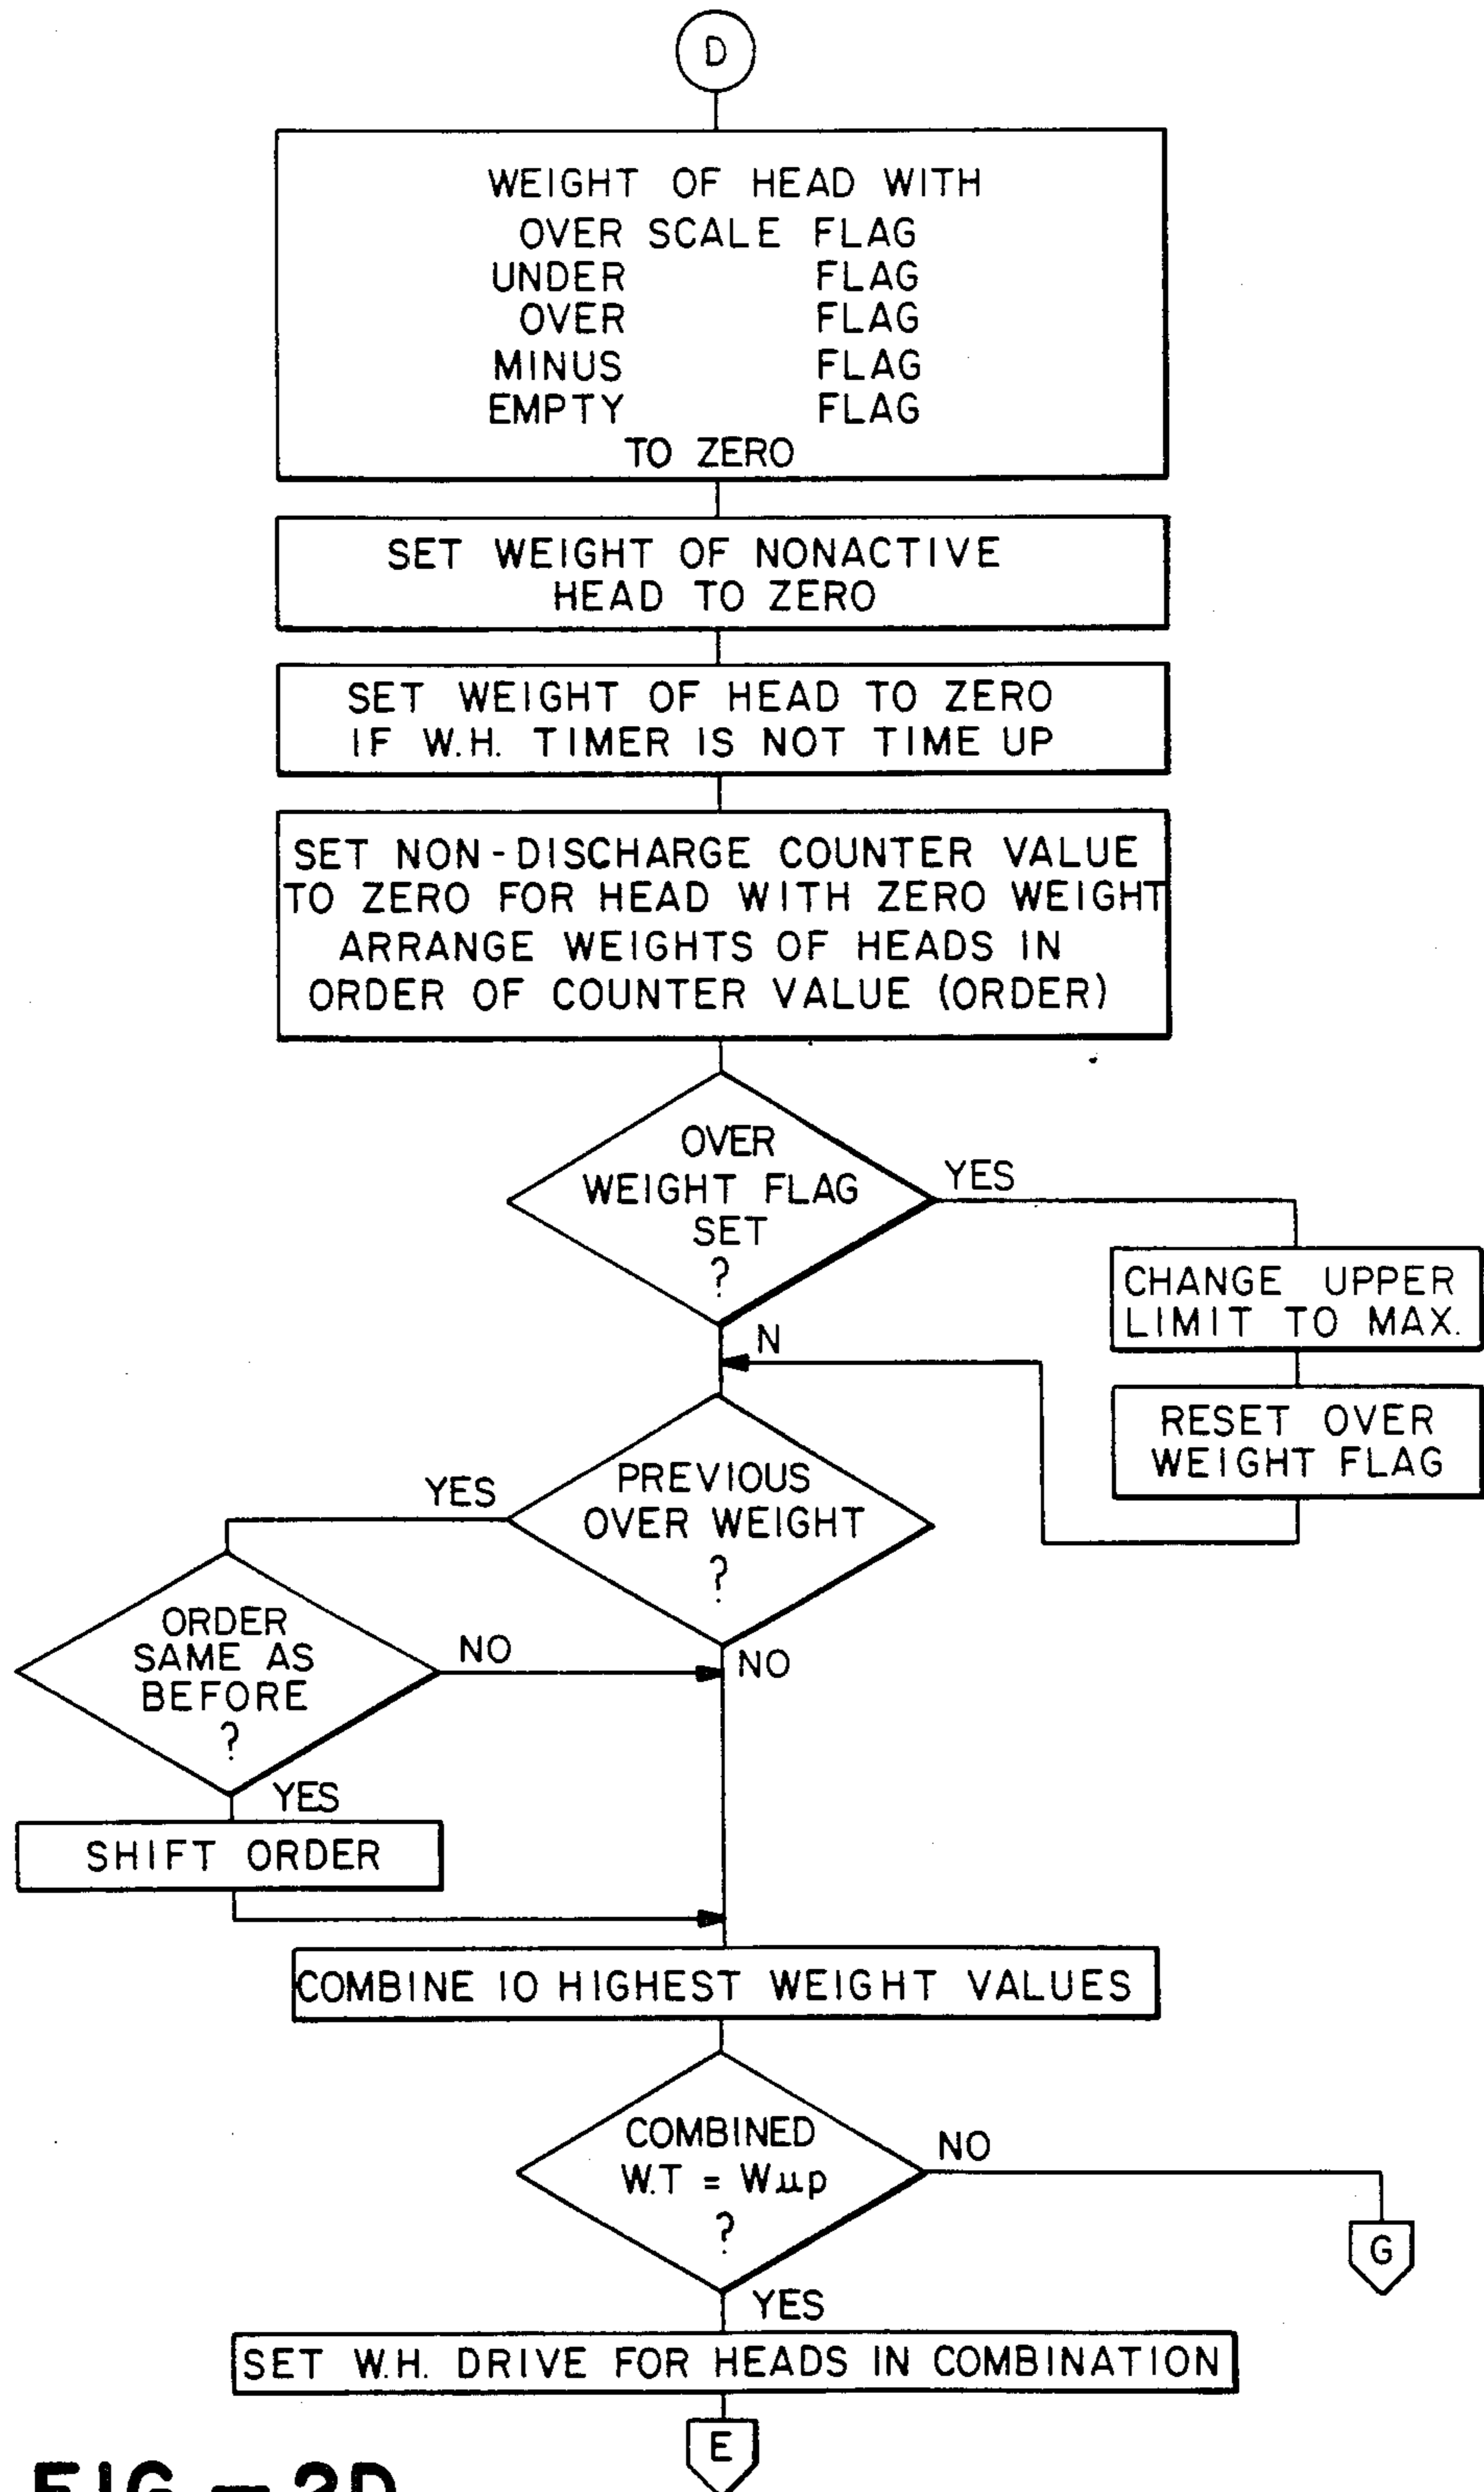 D
WEIGHT OF HEAD WITH
OVER SCALE FLAG
UNDER FLAG
OVER FLAG
MINUS FLAG
EMPTY FLAG
TO ZERO
SET WEIGHT OF NONACTIVE
HEAD TO ZERO
SET WEIGHT OF HEAD TO ZERO
IF W.H. TIMER IS NOT TIME UP
SET NON-DISCHARGE COUNTER VALUE
TO ZERO FOR HEAD WITH ZERO WEIGHT
ARRANGE WEIGHTS OF HEADS IN
ORDER OF COUNTER VALUE (ORDER)
OVER
WEIGHT FLAG
SET
?
YES
CHANGE UPPER
LIMIT TO MAX.
N
RESET OVER
WEIGHT FLAG
PREVIOUS
OVER WEIGHT
?
YES
ORDER
SAME AS
BEFORE
?
NO
NO
YES
SHIFT ORDER
COMBINE 10 HIGHEST WEIGHT VALUES
COMBINED
W.T = Wμp
?
NO
G
YES
SET W.H. DRIVE FOR HEADS IN COMBINATION
E
FIG.-2D